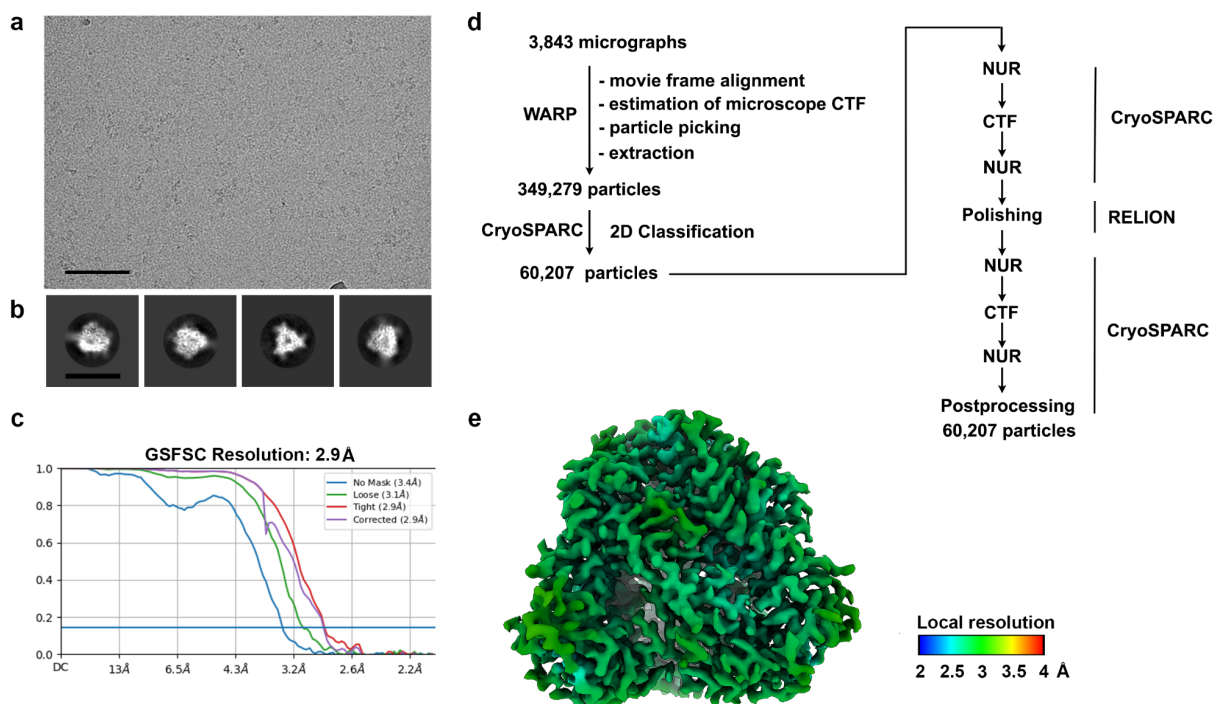 a
b
c
GSFSC Resolution: 2.9Å
1.0
0.8
0.6
0.4
0.2
0.0
DC
13Å
6.5Å
4.3Å
3.2Å
2.6Å
2.2Å
No Mask (3.4Å)
Loose (3.1Å)
Tight (2.9Å)
Corrected (2.9Å)
d
3,843 micrographs
WARP
- movie frame alignment
- estimation of microscope CTF
- particle picking
- extraction
349,279 particles
CryoSPARC 2D Classification
60,207 particles
NUR
CTF
NUR
CryoSPARC
Polishing
RELION
NUR
CTF
NUR
CryoSPARC
Postprocessing
60,207 particles
e
Local resolution
2 2.5 3 3.5 4 Å